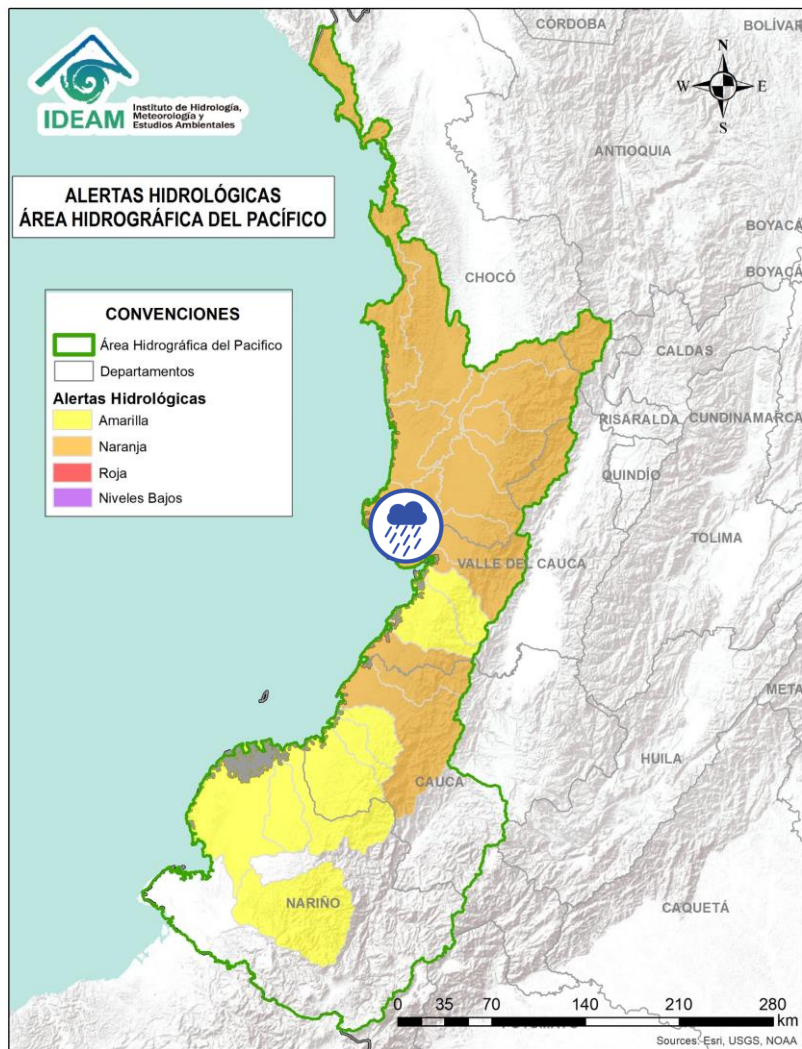 IDEAM
Instituto de Hidrología,
Meteorología y
Estudios Ambientales
ALERTAS HIDROLÓGICAS
ÁREA HIDROGRÁFICA DEL PACÍFICO
CONVENCIONES
Área Hidrográfica del Pacifico
Departamentos
Alertas Hidrológicas
Amarilla
Naranja
Roja
Niveles Bajos
CÓRDOBA
BOLÍVAR
N
W
E
S
ANTIOQUIA
BOYACÁ
CHOCÓ
BOYACÁ
CALDAS
RISARALDA
CUNDINAMARCA
QUINDÍO
TOLIMA
VALLE DEL CAUCA
META
HUILA
CAUCA
NARIÑO
CAQUETÁ
0 35 70 140 210 280
km
Sources: Esri, USGS, NOAA